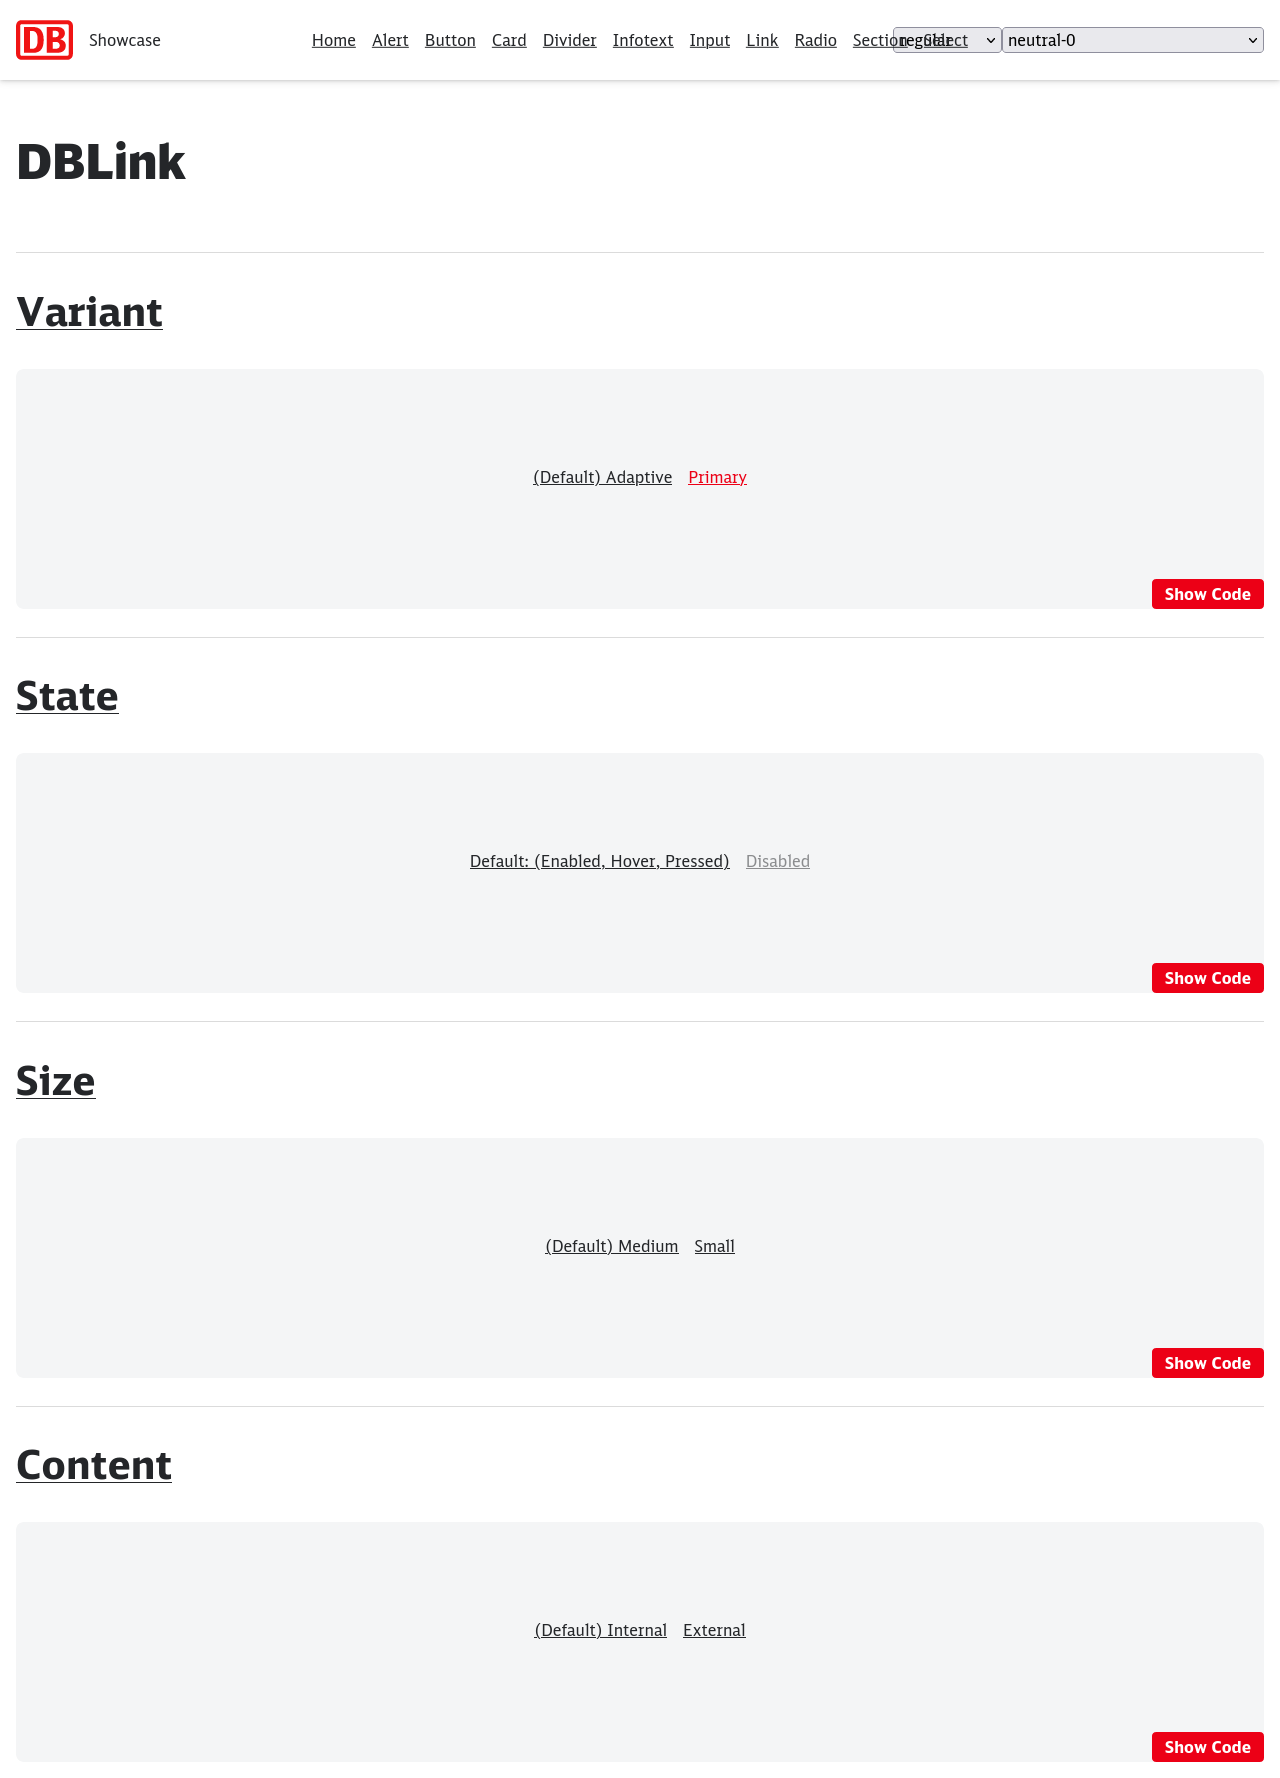 DB Showcase Home Alert Button Card Divider Infotext Input Link Radio Section Select regular neutral-0
DBLink
Variant
(Default) Adaptive Primary
Show Code
State
Default: (Enabled, Hover, Pressed) Disabled
Show Code
Size
(Default) Medium Small
Show Code
Content
(Default) Internal External
Show Code